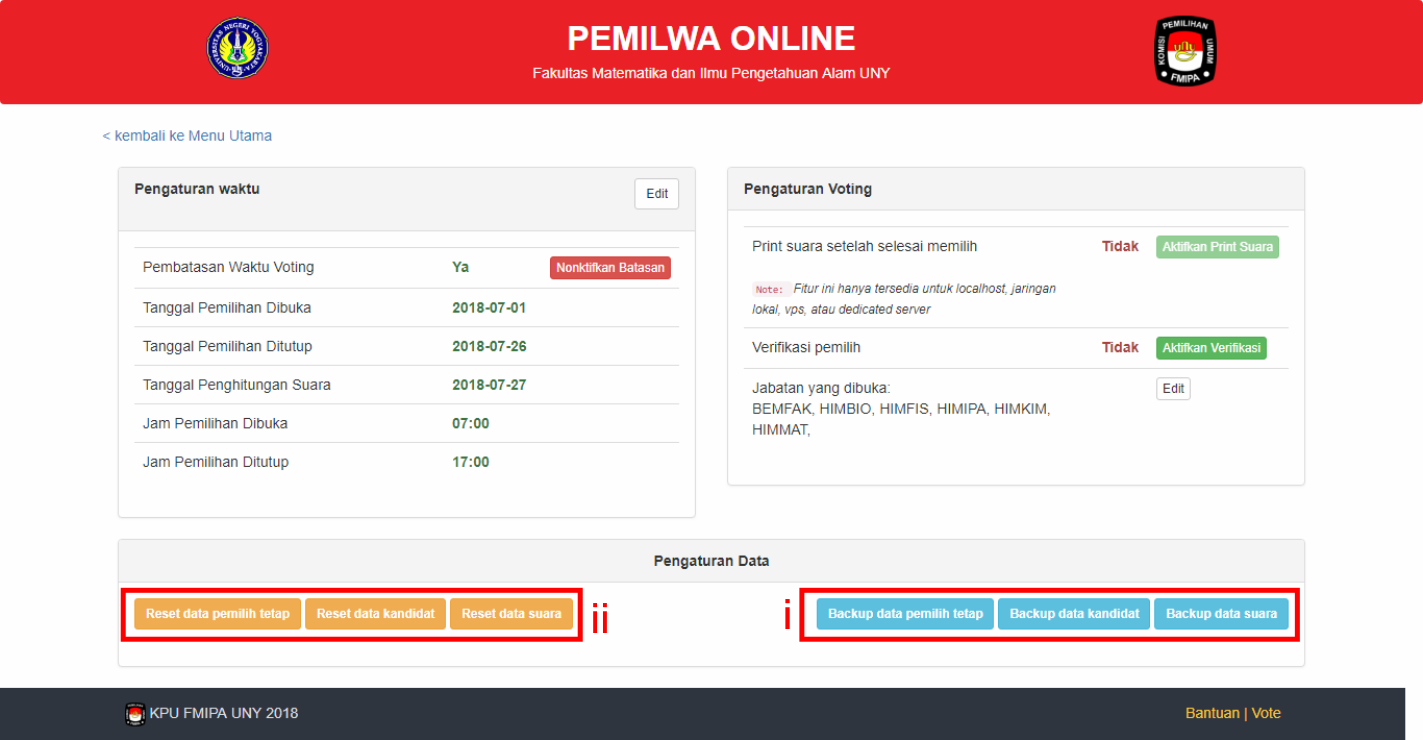 PEMILWA ONLINE
Fakultas Matematika dan Ilmu Pengetahuan Alam UNY
UNIVERSITAS NEGERI YOGYAKARTA
KOMISI PEMILIHAN UMUM
FMIPA
< kembali ke Menu Utama
Pengaturan waktu Edit
Pembatasan Waktu Voting Ya Nonktifkan Batasan
Tanggal Pemilihan Dibuka 2018-07-01
Tanggal Pemilihan Ditutup 2018-07-26
Tanggal Penghitungan Suara 2018-07-27
Jam Pemilihan Dibuka 07:00
Jam Pemilihan Ditutup 17:00
Pengaturan Voting
Print suara setelah selesai memilih Tidak Aktifkan Print Suara
Note: Fitur ini hanya tersedia untuk localhost, jaringan
lokal, vps, atau dedicated server
Verifikasi pemilih Tidak Aktifkan Verifikasi
Jabatan yang dibuka: Edit
BEMFAK, HIMBIO, HIMFIS, HIMIPA, HIMKIM,
HIMMAT,
Pengaturan Data
Reset data pemilih tetap Reset data kandidat Reset data suara ii i Backup data pemilih tetap Backup data kandidat Backup data suara
KPU FMIPA UNY 2018 Bantuan | Vote